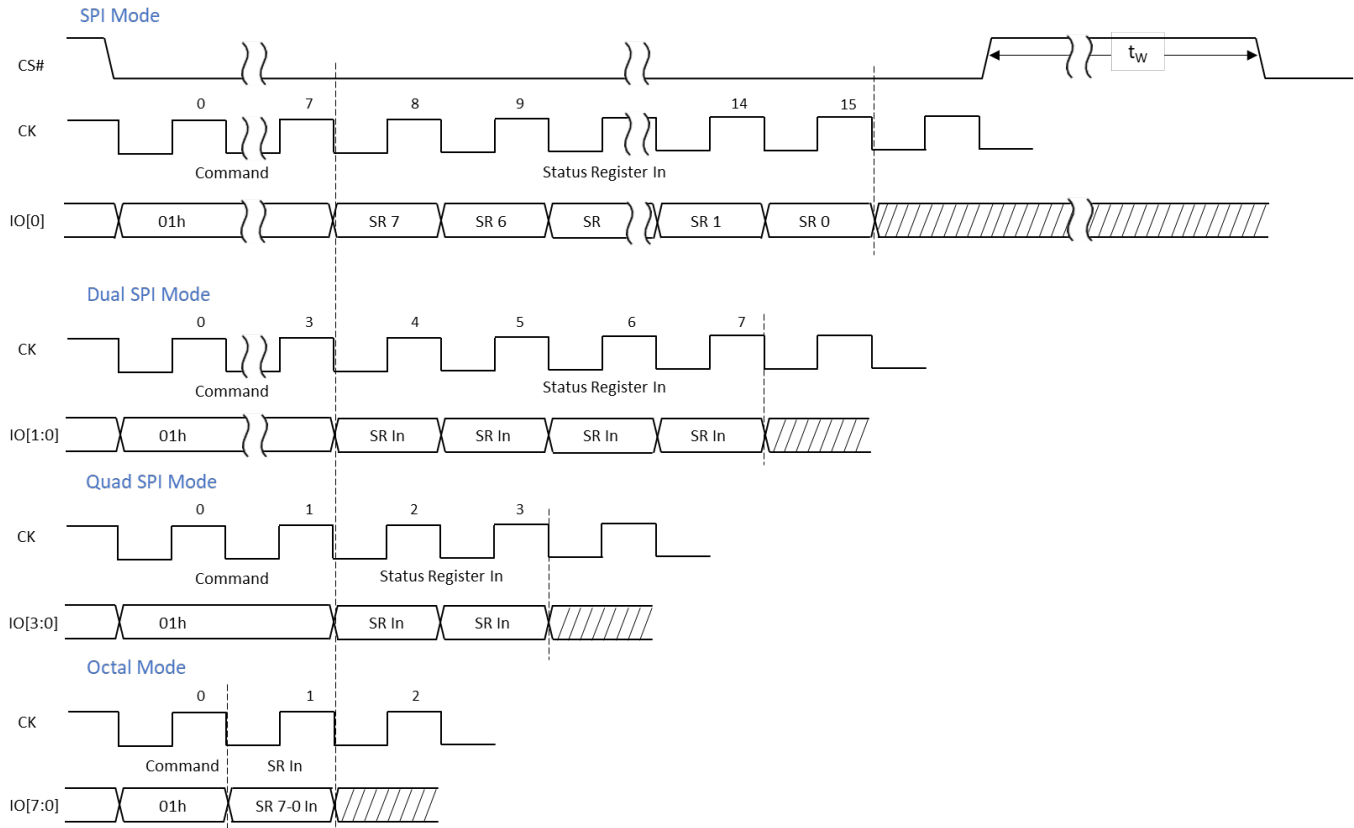 SPI Mode
CS#
tW
0 7 8 9 14 15
CK
Command Status Register In
IO[0] 01h SR 7 SR 6 SR SR 1 SR 0
Dual SPI Mode
0 3 4 5 6 7
CK
Command Status Register In
IO[1:0] 01h SR In SR In SR In SR In
Quad SPI Mode
0 1 2 3
CK
Command Status Register In
IO[3:0] 01h SR In SR In
Octal Mode
0 1 2
CK
Command SR In
IO[7:0] 01h SR 7-0 In